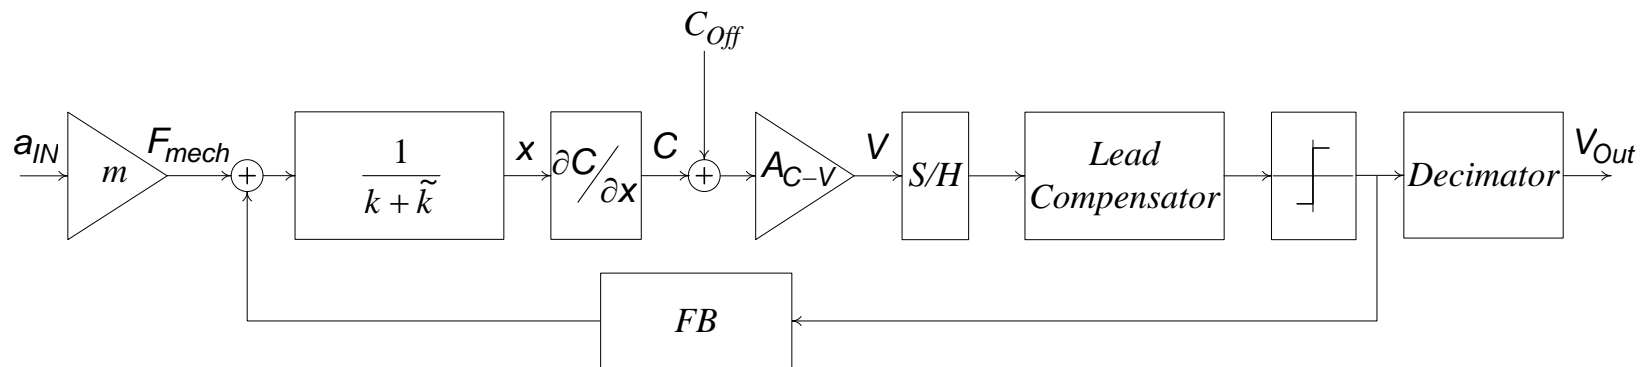 C_Off
a_IN
m
F_mech
+
1
k + k̃
x
∂C/∂x
C
+
A_C–V
V
S/H
Lead
Compensator
Decimator
V_Out
FB